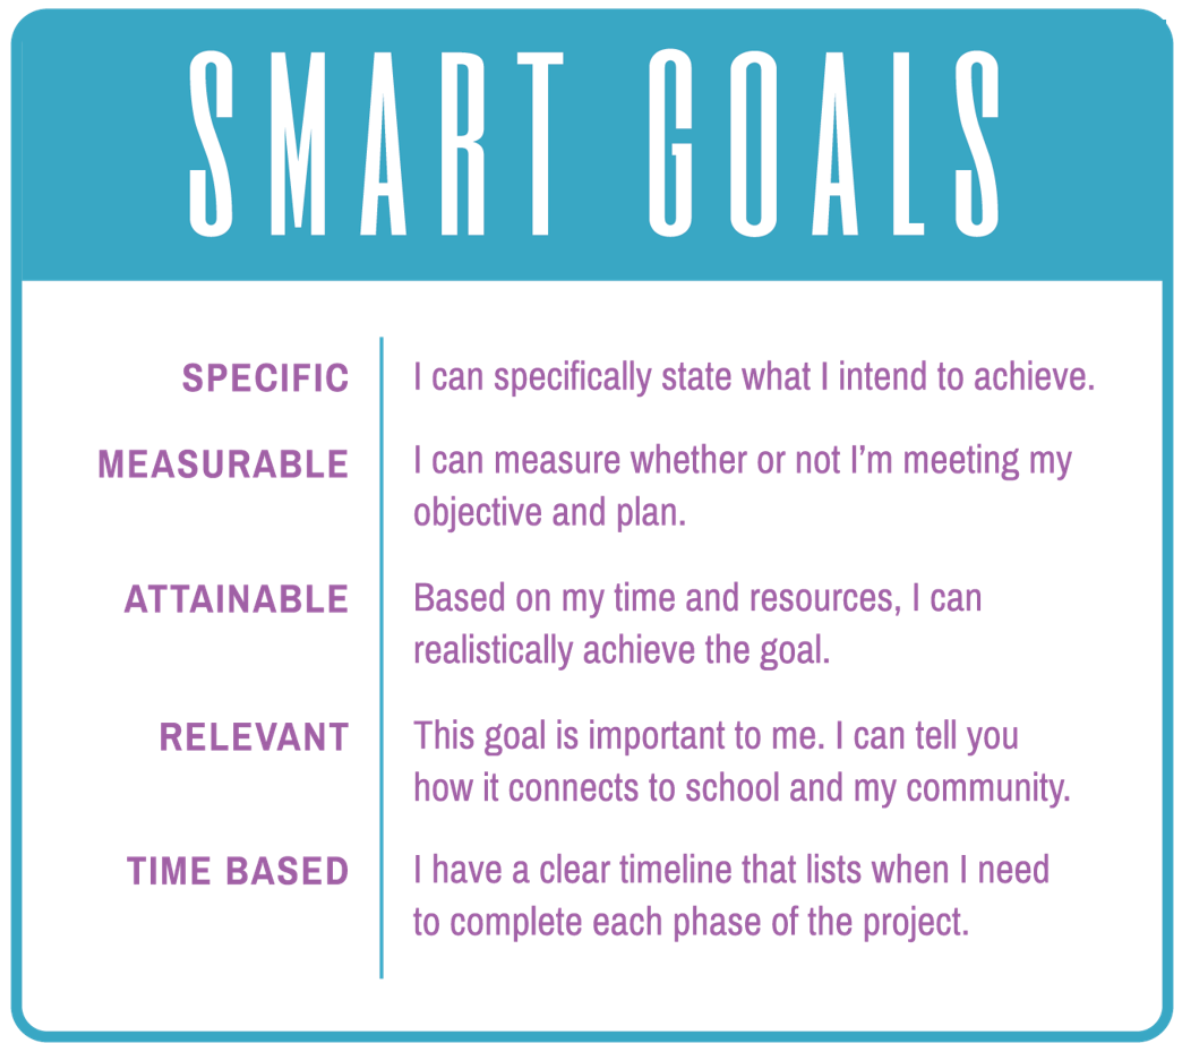 SMART GOALS
SPECIFIC
I can specifically state what I intend to achieve.
MEASURABLE
I can measure whether or not I’m meeting my
objective and plan.
ATTAINABLE
Based on my time and resources, I can
realistically achieve the goal.
RELEVANT
This goal is important to me. I can tell you
how it connects to school and my community.
TIME BASED
I have a clear timeline that lists when I need
to complete each phase of the project.